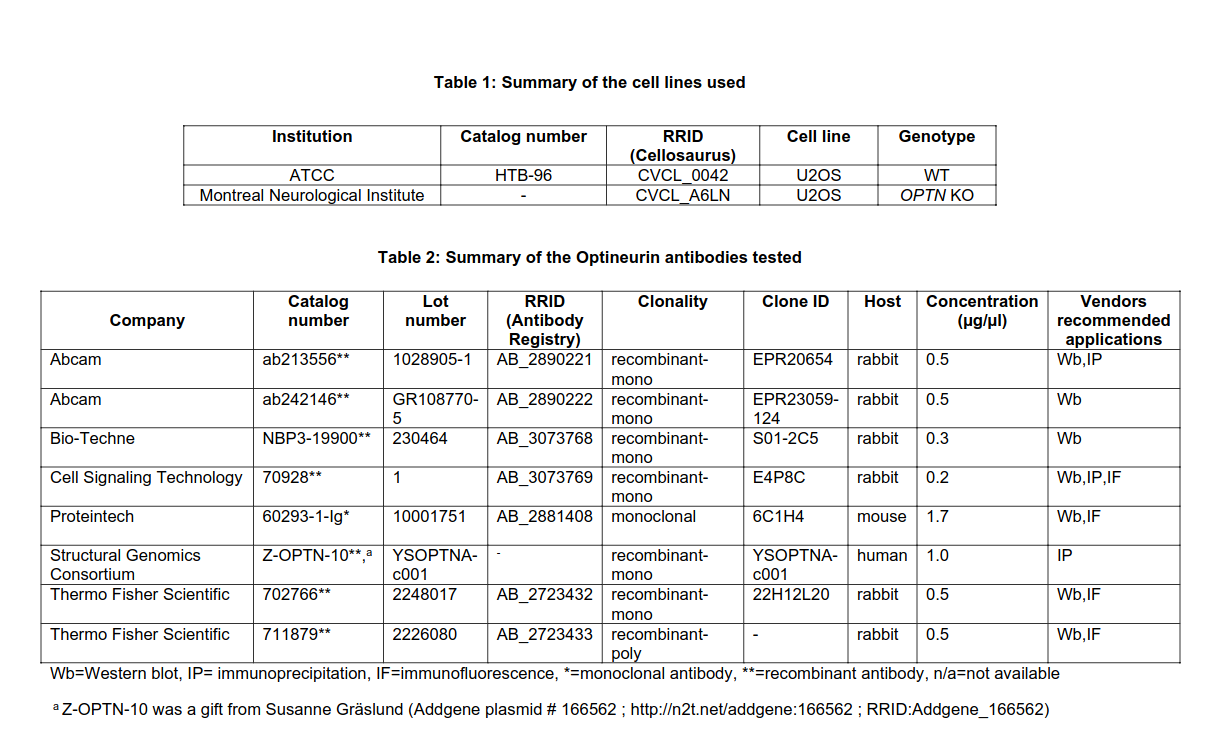 Table 1: Summary of the cell lines used
Institution Catalog number RRID (Cellosaurus) Cell line Genotype
ATCC HTB-96 CVCL_0042 U2OS WT
Montreal Neurological Institute - CVCL_A6LN U2OS OPTN KO
Table 2: Summary of the Optineurin antibodies tested
Company Catalog number Lot number RRID (Antibody Registry) Clonality Clone ID Host Concentration (µg/µl) Vendors recommended applications
Abcam ab213556** 1028905-1 AB_2890221 recombinant-mono EPR20654 rabbit 0.5 Wb,IP
Abcam ab242146** GR108770-5 AB_2890222 recombinant-mono EPR23059-124 rabbit 0.5 Wb
Bio-Techne NBP3-19900** 230464 AB_3073768 recombinant-mono S01-2C5 rabbit 0.3 Wb
Cell Signaling Technology 70928** 1 AB_3073769 recombinant-mono E4P8C rabbit 0.2 Wb,IP,IF
Proteintech 60293-1-Ig* 10001751 AB_2881408 monoclonal 6C1H4 mouse 1.7 Wb,IF
Structural Genomics Consortium Z-OPTN-10**,a YSOPTNA-c001 - recombinant-mono YSOPTNA-c001 human 1.0 IP
Thermo Fisher Scientific 702766** 2248017 AB_2723432 recombinant-mono 22H12L20 rabbit 0.5 Wb,IF
Thermo Fisher Scientific 711879** 2226080 AB_2723433 recombinant-poly - rabbit 0.5 Wb,IF
Wb=Western blot, IP= immunoprecipitation, IF=immunofluorescence, *=monoclonal antibody, **=recombinant antibody, n/a=not available
a Z-OPTN-10 was a gift from Susanne Gräslund (Addgene plasmid # 166562 ; http://n2t.net/addgene:166562 ; RRID:Addgene_166562)